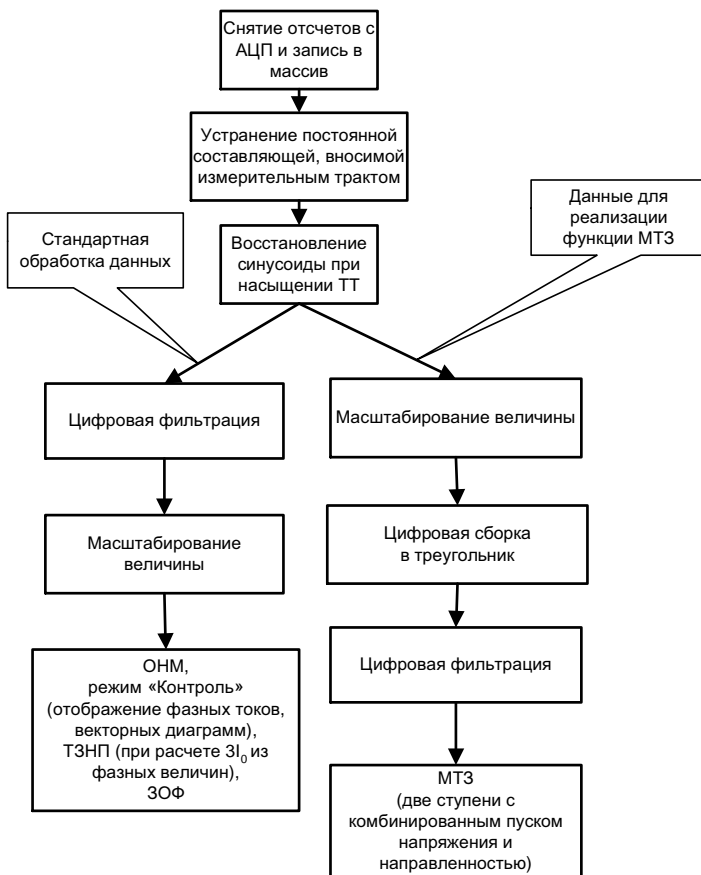 Снятие отсчетов с
АЦП и запись в
массив
Устранение постоянной
составляющей, вносимой
измерительным трактом
Стандартная
обработка данных
Восстановление
синусоиды при
насыщении ТТ
Данные для
реализации
функции МТЗ
Цифровая фильтрация
Масштабирование
величины
ОНМ,
режим «Контроль»
(отображение фазных токов,
векторных диаграмм),
ТЗНП (при расчете 3I₀ из
фазных величин),
ЗОФ
Масштабирование величины
Цифровая сборка
в треугольник
Цифровая фильтрация
МТЗ
(две ступени с
комбинированным пуском
напряжения и
направленностью)